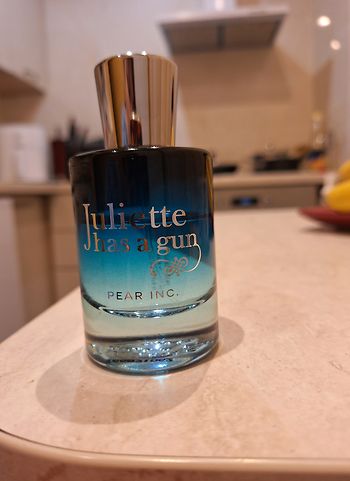 Juliette
has a gun
PEAR INC.